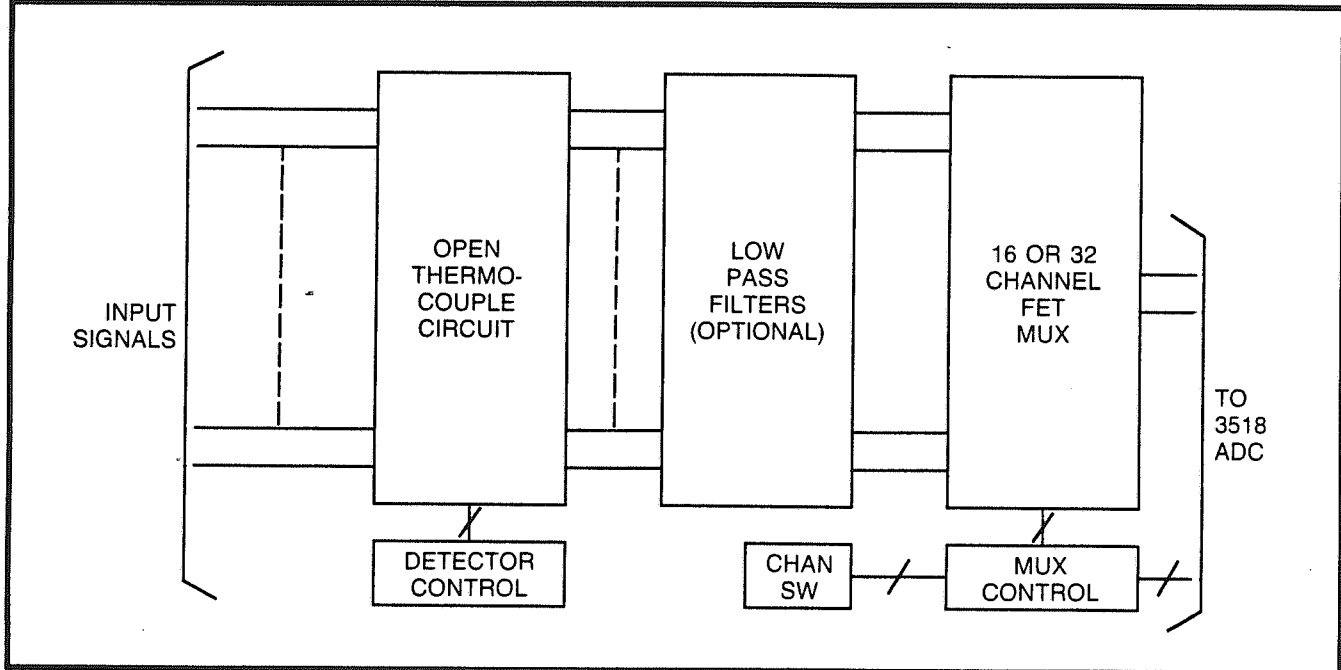 INPUT
SIGNALS
OPEN
THERMO-
COUPLE
CIRCUIT
LOW
PASS
FILTERS
(OPTIONAL)
16 OR 32
CHANNEL
FET
MUX
TO
3518
ADC
DETECTOR
CONTROL
CHAN
SW
MUX
CONTROL